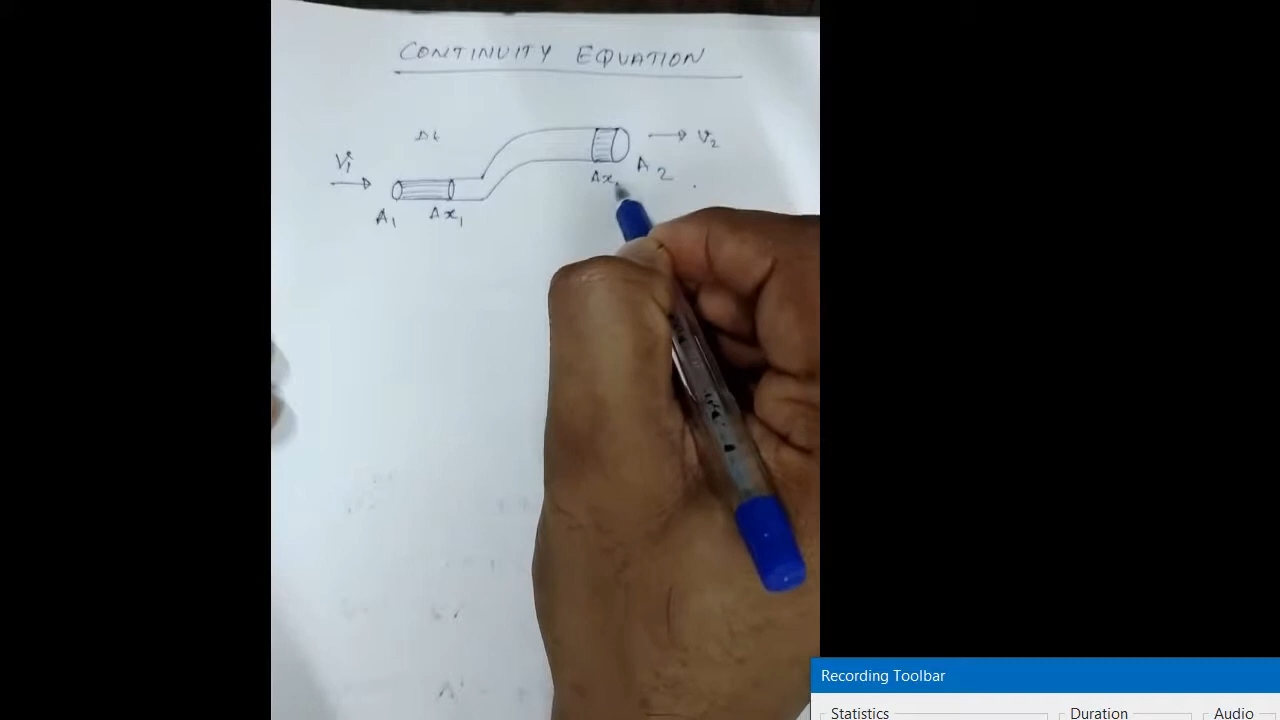 CONTINUITY EQUATION
Δt
V₁
V₂
A₁
Δx₁
Δx
A₂
Recording Toolbar
Statistics
Duration
Audio